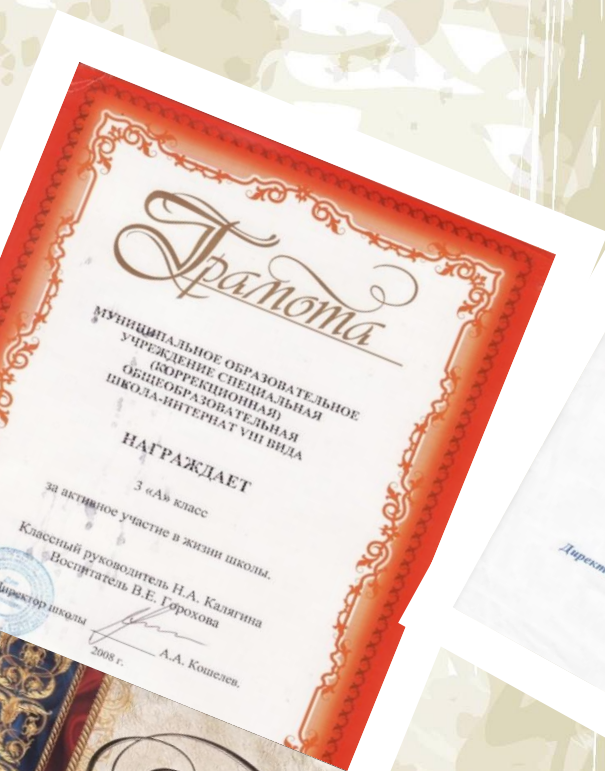 Грамота
МУНИЦИПАЛЬНОЕ ОБРАЗОВАТЕЛЬНОЕ
УЧРЕЖДЕНИЕ СПЕЦИАЛЬНАЯ
(КОРРЕКЦИОННАЯ)
ОБЩЕОБРАЗОВАТЕЛЬНАЯ
ШКОЛА-ИНТЕРНАТ VIII ВИДА
НАГРАЖДАЕТ
3 «А» класс
за активное участие в жизни школы.
Классный руководитель Н.А. Калягина
Воспитатель В.Е. Горохова
Директор школы
А.А. Кошелев.
2008 г.